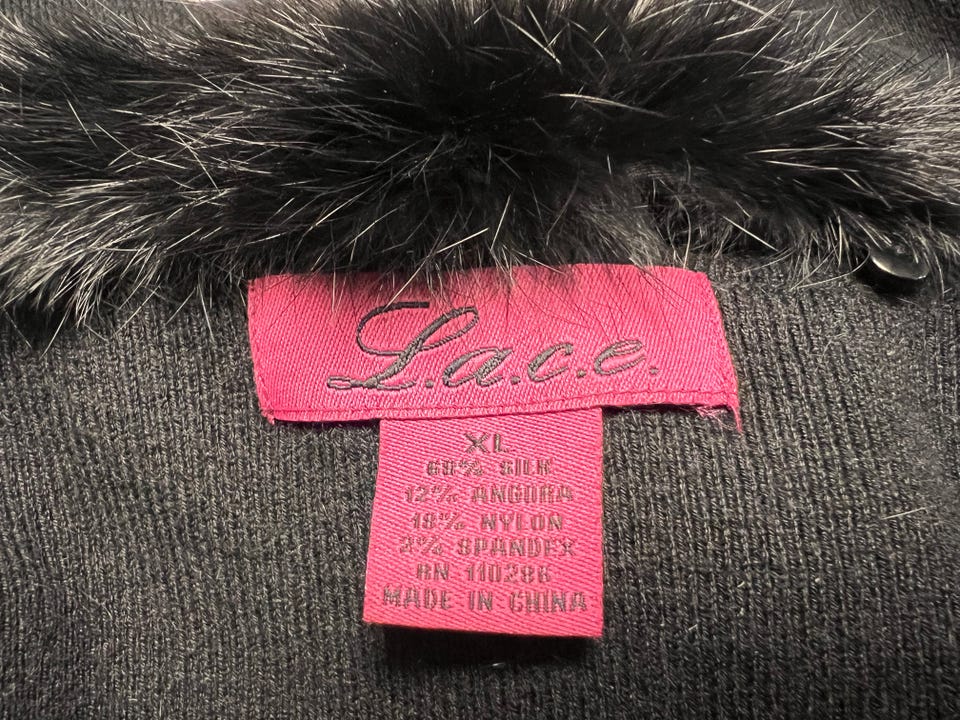 L.a.c.e.
XL
68% SILK
12% ANGORA
18% NYLON
2% SPANDEX
RN 110286
MADE IN CHINA